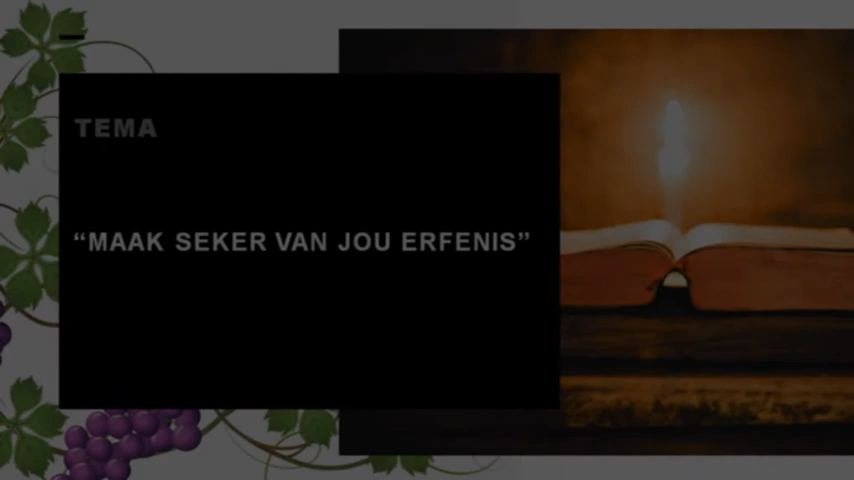 TEMA
“MAAK SEKER VAN JOU ERFENIS”